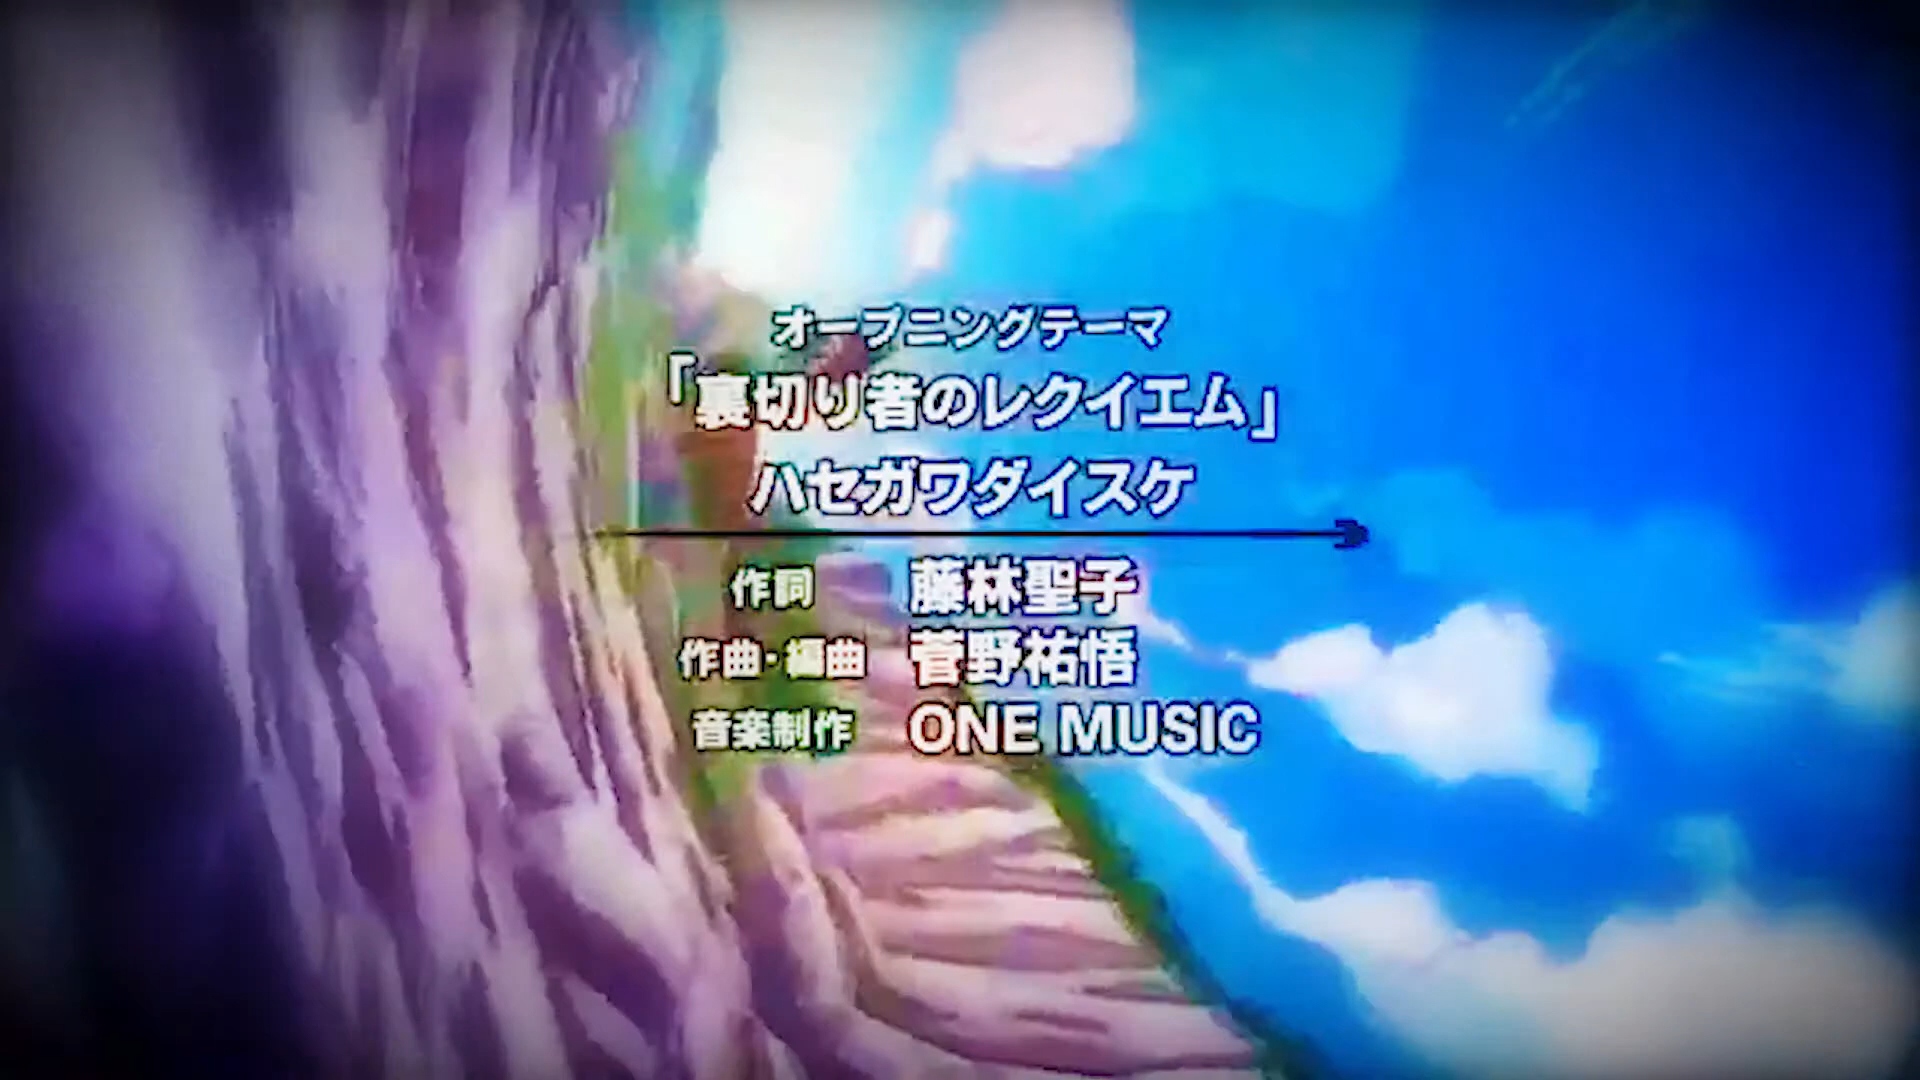 オープニングテーマ
「裏切り者のレクイエム」
ハセガワダイスケ
作詞 藤林聖子
作曲・編曲 菅野祐悟
音楽制作 ONE MUSIC